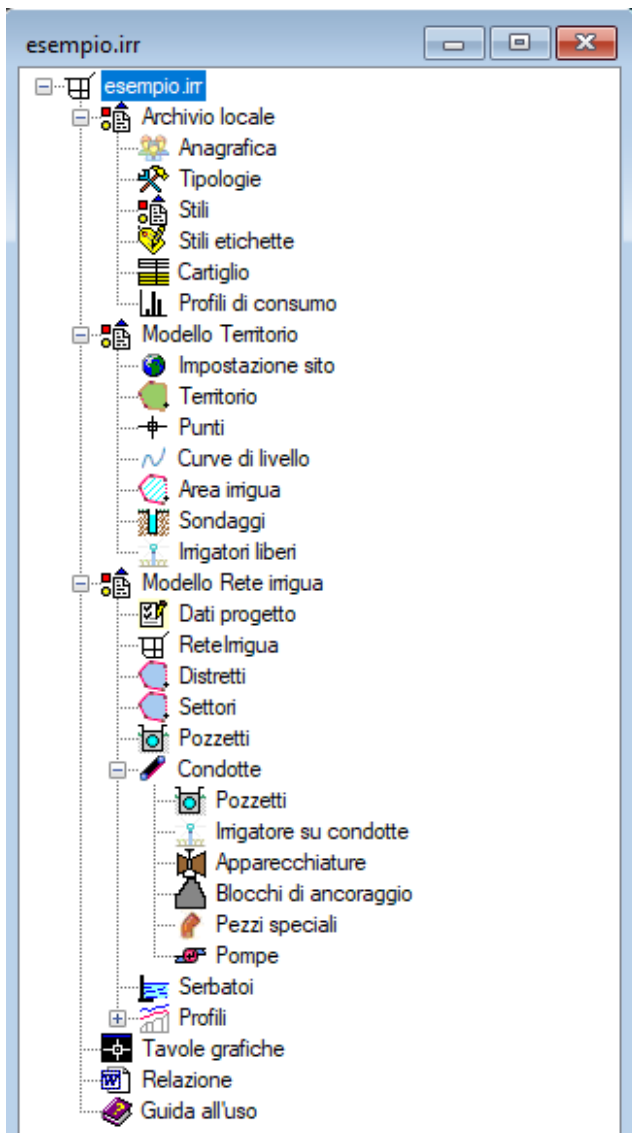 esempio.irr
esempio.irr
Archivio locale
Anagrafica
Tipologie
Stili
Stili etichette
Cartiglio
Profili di consumo
Modello Territorio
Impostazione sito
Territorio
Punti
Curve di livello
Area irrigua
Sondaggi
Irrigatori liberi
Modello Rete irrigua
Dati progetto
ReteIrrigua
Distretti
Settori
Pozzetti
Condotte
Pozzetti
Irrigatore su condotte
Apparecchiature
Blocchi di ancoraggio
Pezzi speciali
Pompe
Serbatoi
Profili
Tavole grafiche
Relazione
Guida all'uso